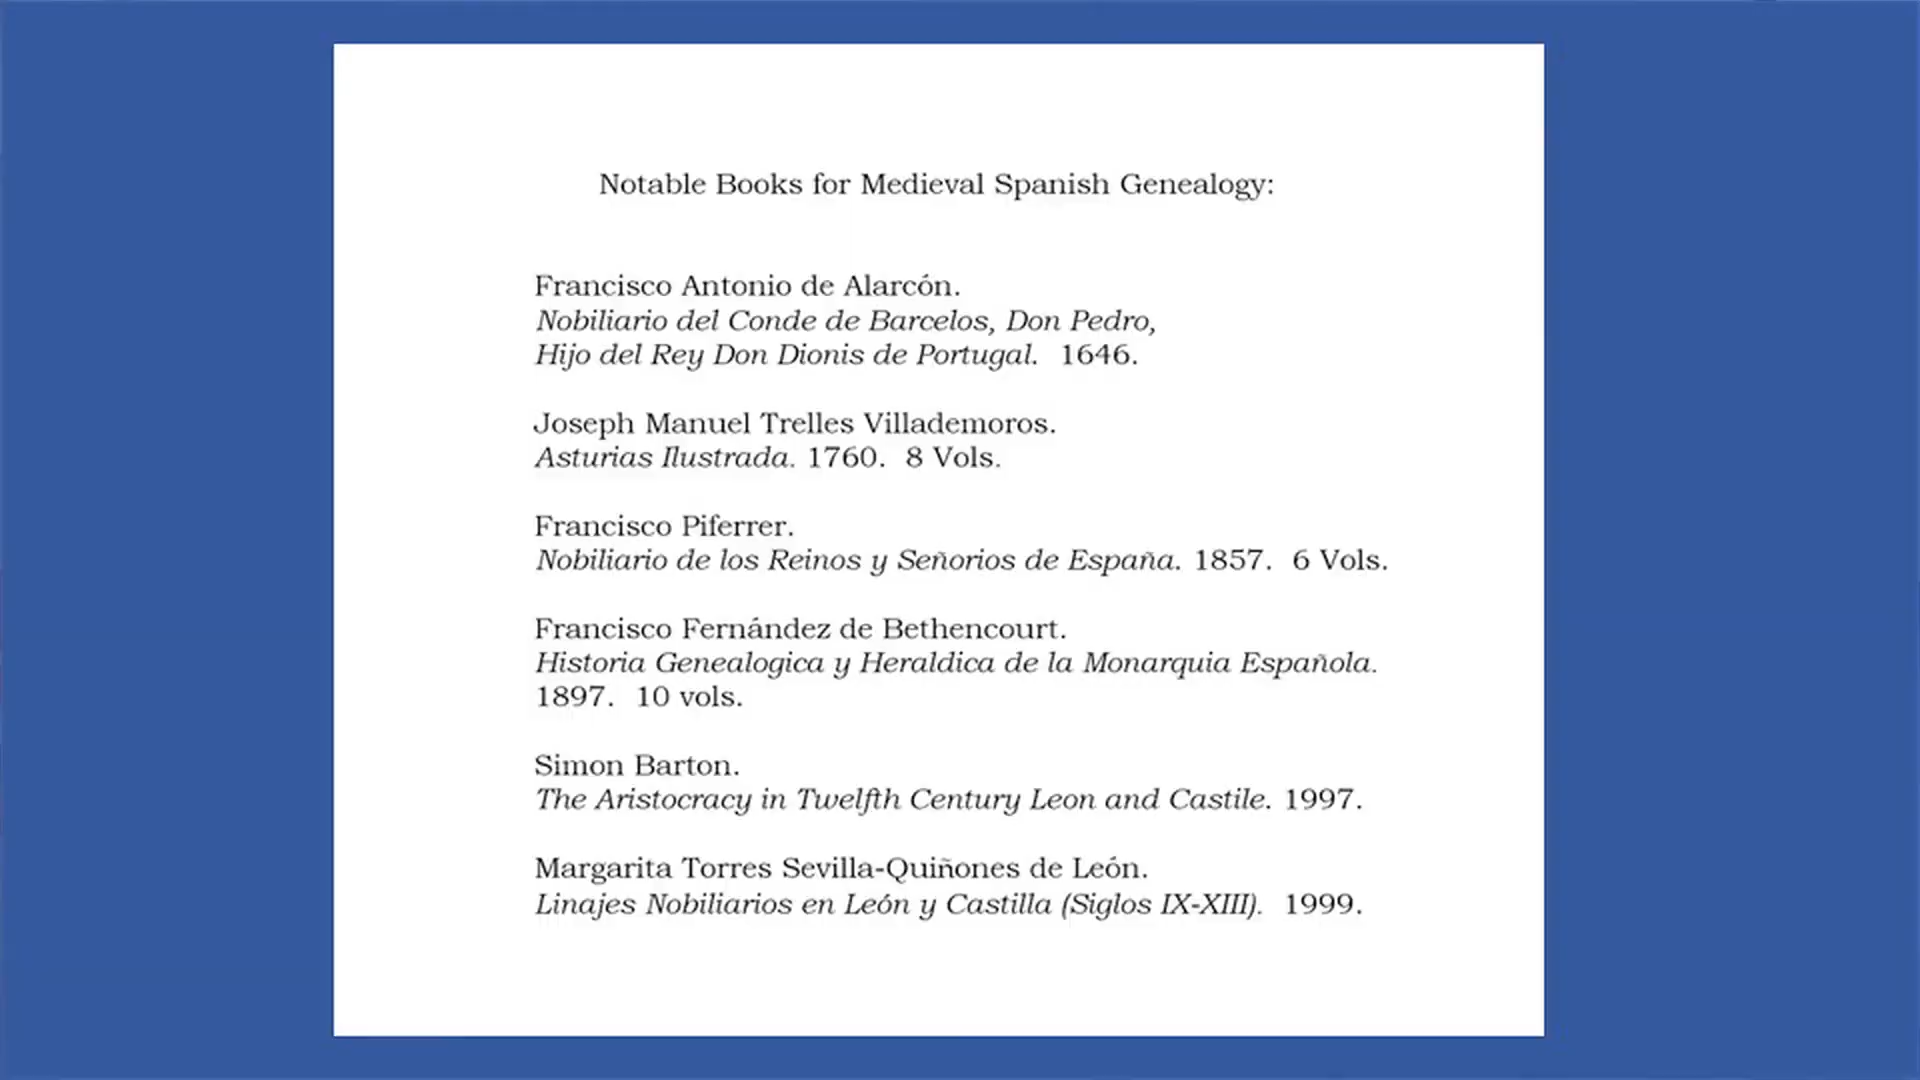 Notable Books for Medieval Spanish Genealogy:
Francisco Antonio de Alarcón.
Nobiliario del Conde de Barcelos, Don Pedro,
Hijo del Rey Don Dionis de Portugal. 1646.
Joseph Manuel Trelles Villademoros.
Asturias Ilustrada. 1760. 8 Vols.
Francisco Piferrer.
Nobiliario de los Reinos y Señorios de España. 1857. 6 Vols.
Francisco Fernández de Bethencourt.
Historia Genealogica y Heraldica de la Monarquia Española.
1897. 10 vols.
Simon Barton.
The Aristocracy in Twelfth Century Leon and Castile. 1997.
Margarita Torres Sevilla-Quiñones de León.
Linajes Nobiliarios en León y Castilla (Siglos IX-XIII). 1999.